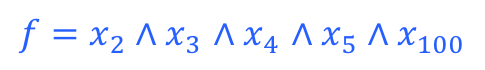 f = x₂ ∧ x₃ ∧ x₄ ∧ x₅ ∧ x₁₀₀